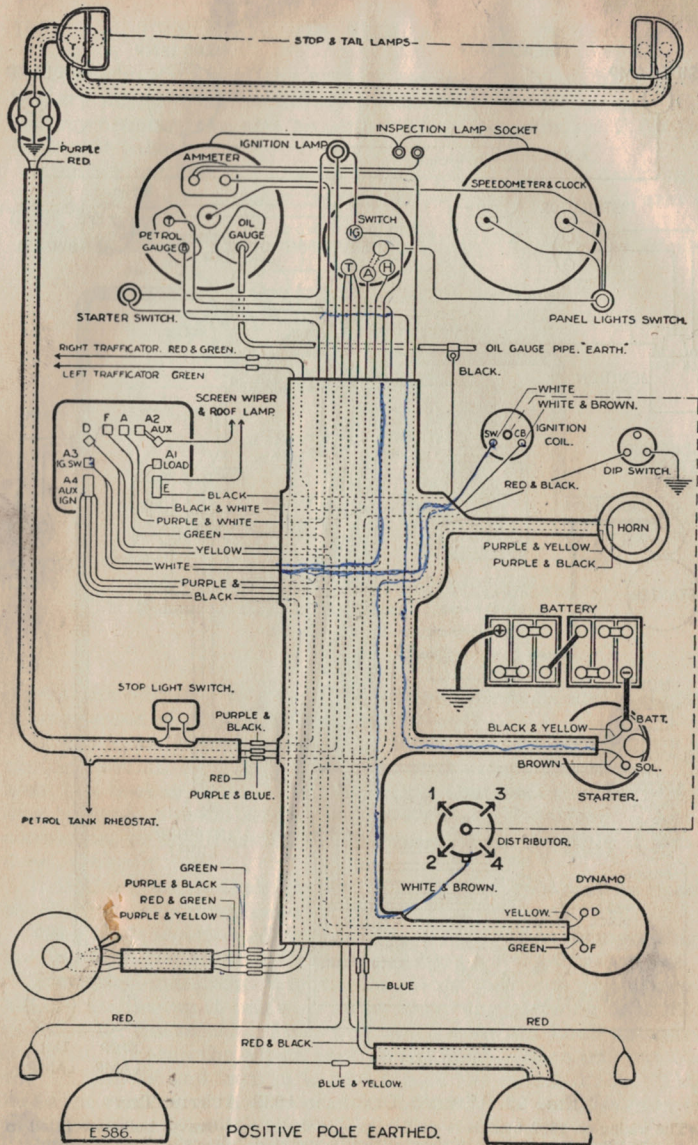 STOP & TAIL LAMPS
PURPLE
RED.
IGNITION LAMP
INSPECTION LAMP SOCKET
AMMETER
SPEEDOMETER & CLOCK
SWITCH
T
PETROL GAUGE
B
OIL GAUGE
IG
T
A
H
STARTER SWITCH.
PANEL LIGHTS SWITCH.
RIGHT TRAFFICATOR. RED & GREEN.
LEFT TRAFFICATOR GREEN
OIL GAUGE PIPE. "EARTH."
BLACK.
SCREEN WIPER
& ROOF LAMP.
D
F
A
A2
AUX
A3
IG.SW
A1
LOAD
A4
AUX
IGN
E
WHITE
WHITE & BROWN.
SW
CB
IGNITION
COIL.
DIP SWITCH.
RED & BLACK.
BLACK
BLACK & WHITE
PURPLE & WHITE
GREEN
YELLOW
WHITE
PURPLE &
BLACK
HORN
PURPLE & YELLOW
PURPLE & BLACK
BATTERY
STOP LIGHT SWITCH.
PURPLE &
BLACK.
RED
PURPLE & BLUE.
BLACK & YELLOW
BATT.
BROWN
SOL.
STARTER.
PETROL TANK RHEOSTAT.
1
3
2
4
DISTRIBUTOR.
WHITE & BROWN.
GREEN
PURPLE & BLACK
RED & GREEN
PURPLE & YELLOW
DYNAMO
YELLOW
D
GREEN.
F
BLUE
RED
RED
RED & BLACK
BLUE & YELLOW.
E 586.
POSITIVE POLE EARTHED.